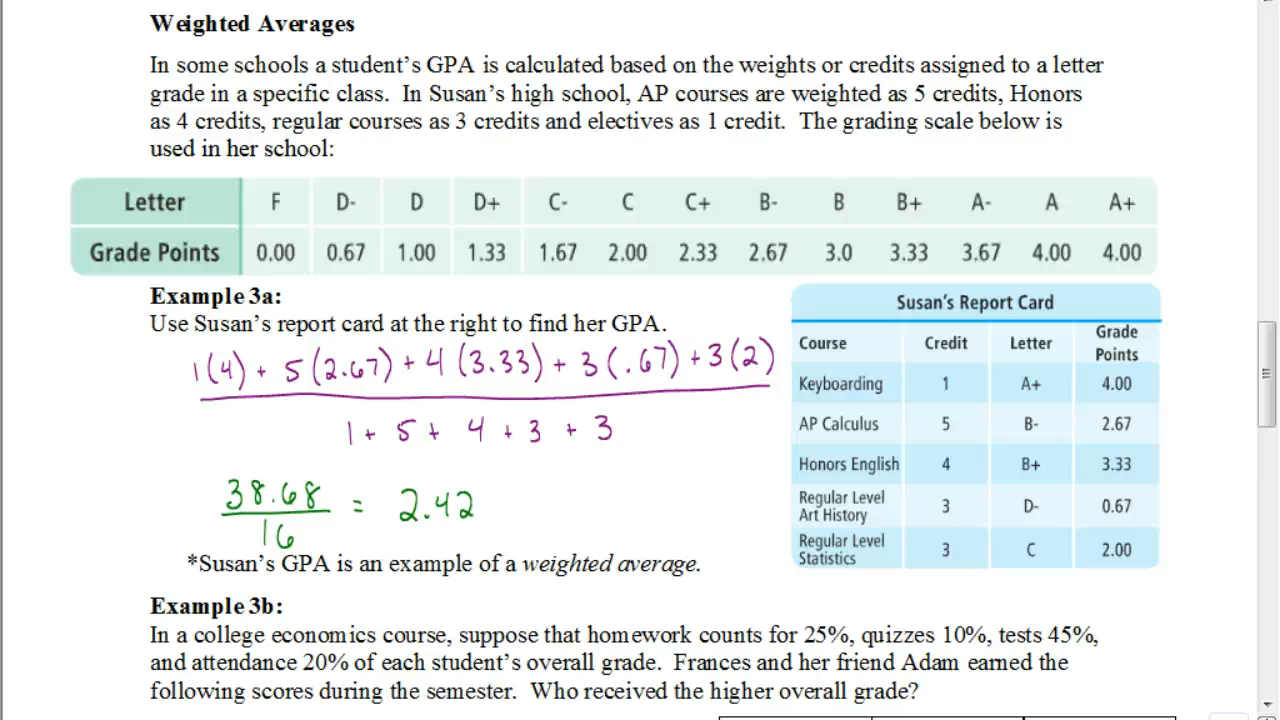 Weighted Averages
In some schools a student's GPA is calculated based on the weights or credits assigned to a letter
grade in a specific class. In Susan's high school, AP courses are weighted as 5 credits, Honors
as 4 credits, regular courses as 3 credits and electives as 1 credit. The grading scale below is
used in her school:
Letter F D- D D+ C- C C+ B- B B+ A- A A+
Grade Points 0.00 0.67 1.00 1.33 1.67 2.00 2.33 2.67 3.0 3.33 3.67 4.00 4.00
Example 3a:
Use Susan's report card at the right to find her GPA.
1(4) + 5(2.67) + 4(3.33) + 3(.67) + 3(2)
1 + 5 + 4 + 3 + 3
38.68
16
= 2.42
*Susan's GPA is an example of a weighted average.
Susan's Report Card
Course Credit Letter Grade Points
Keyboarding 1 A+ 4.00
AP Calculus 5 B- 2.67
Honors English 4 B+ 3.33
Regular Level
Art History 3 D- 0.67
Regular Level
Statistics 3 C 2.00
Example 3b:
In a college economics course, suppose that homework counts for 25%, quizzes 10%, tests 45%,
and attendance 20% of each student's overall grade. Frances and her friend Adam earned the
following scores during the semester. Who received the higher overall grade?